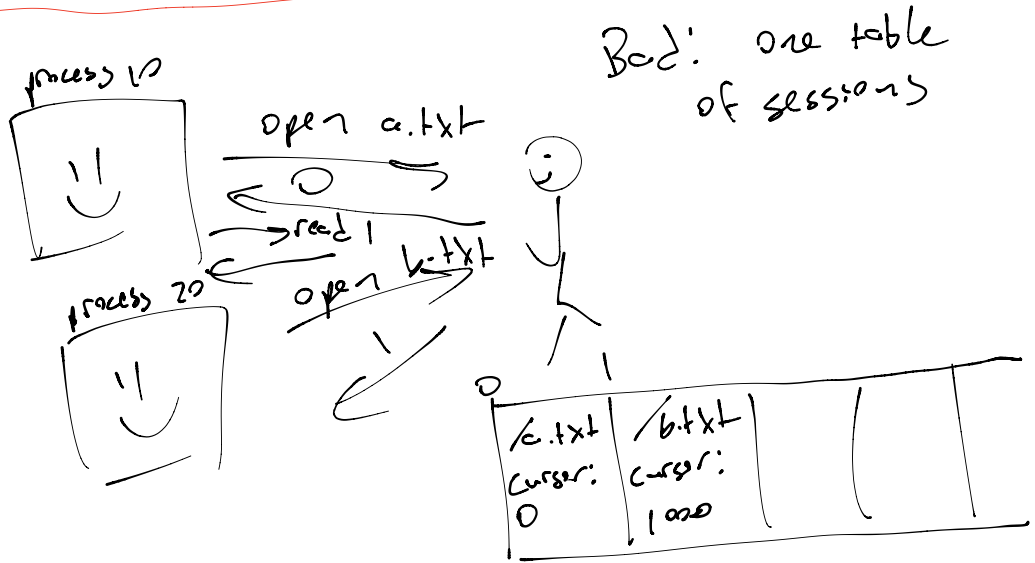 Bad: one table
of sessions
process 10
open a.txt
0
read 1
process 20
open b.txt
1
0 1
/a.txt /b.txt
cursor: cursor:
0 1000